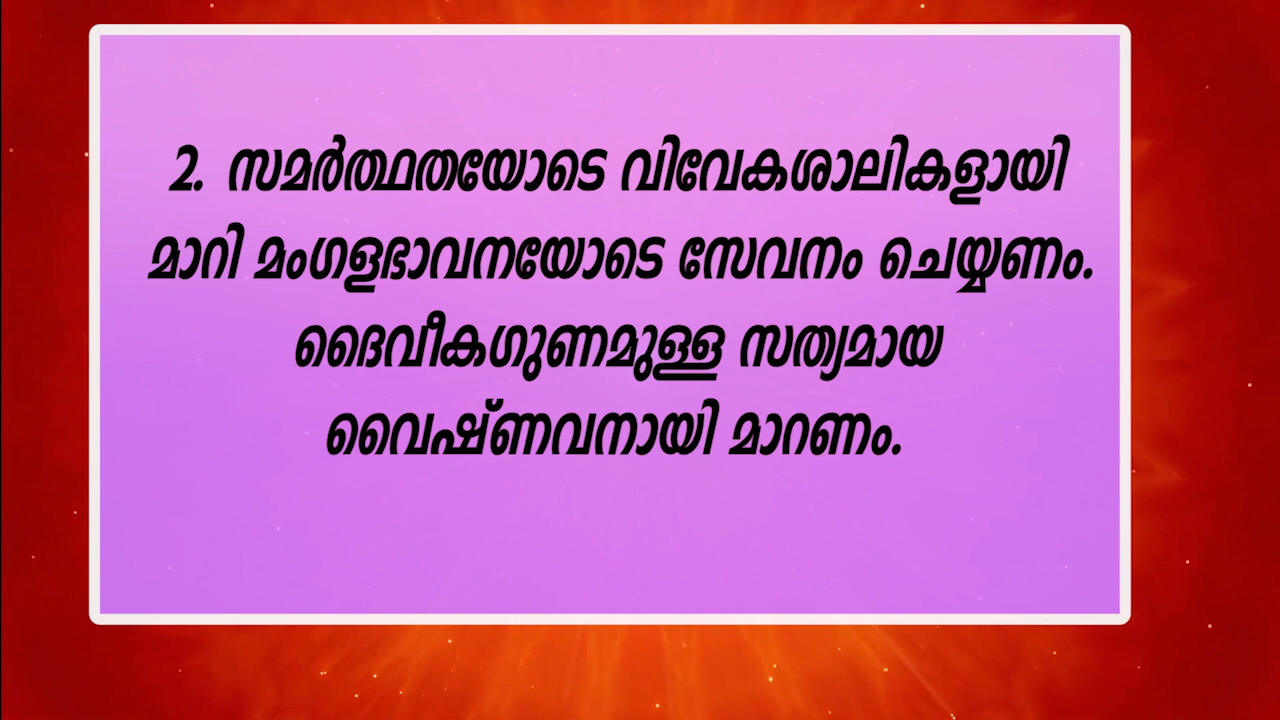 2. സമർത്ഥതയോടെ വിവേകശാലികളായി
മാറി മംഗളഭാവനയോടെ സേവനം ചെയ്യണം.
ദൈവീകഗുണമുള്ള സത്യമായ
വൈഷ്ണവനായി മാറണം.